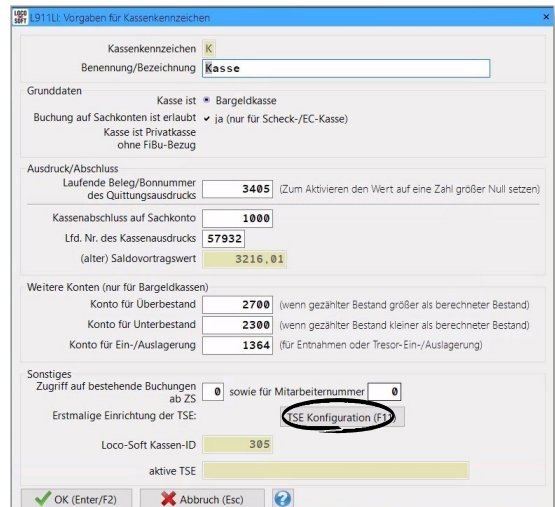 LOCO SOFT L911LI: Vorgaben für Kassenkennzeichen
Kassenkennzeichen K
Benennung/Bezeichnung Kasse
Grunddaten
Kasse ist Bargeldkasse
Buchung auf Sachkonten ist erlaubt ja (nur für Scheck-/EC-Kasse)
Kasse ist Privatkasse
ohne FiBu-Bezug
Ausdruck/Abschluss
Laufende Beleg/Bonnummer
des Quittungsausdrucks 3405 (Zum Aktivieren den Wert auf eine Zahl größer Null setzen)
Kassenabschluss auf Sachkonto 1000
Lfd. Nr. des Kassenausdrucks 57932
(alter) Saldovortragswert 3216,01
Weitere Konten (nur für Bargeldkassen)
Konto für Überbestand 2700 (wenn gezählter Bestand größer als berechneter Bestand)
Konto für Unterbestand 2300 (wenn gezählter Bestand kleiner als berechneter Bestand)
Konto für Ein-/Auslagerung 1364 (für Entnahmen oder Tresor-Ein-/Auslagerung)
Sonstiges
Zugriff auf bestehende Buchungen
ab ZS 0 sowie für Mitarbeiternummer 0
Erstmalige Einrichtung der TSE: TSE Konfiguration (F11)
Loco-Soft Kassen-ID 305
aktive TSE
OK (Enter/F2) Abbruch (Esc) ?